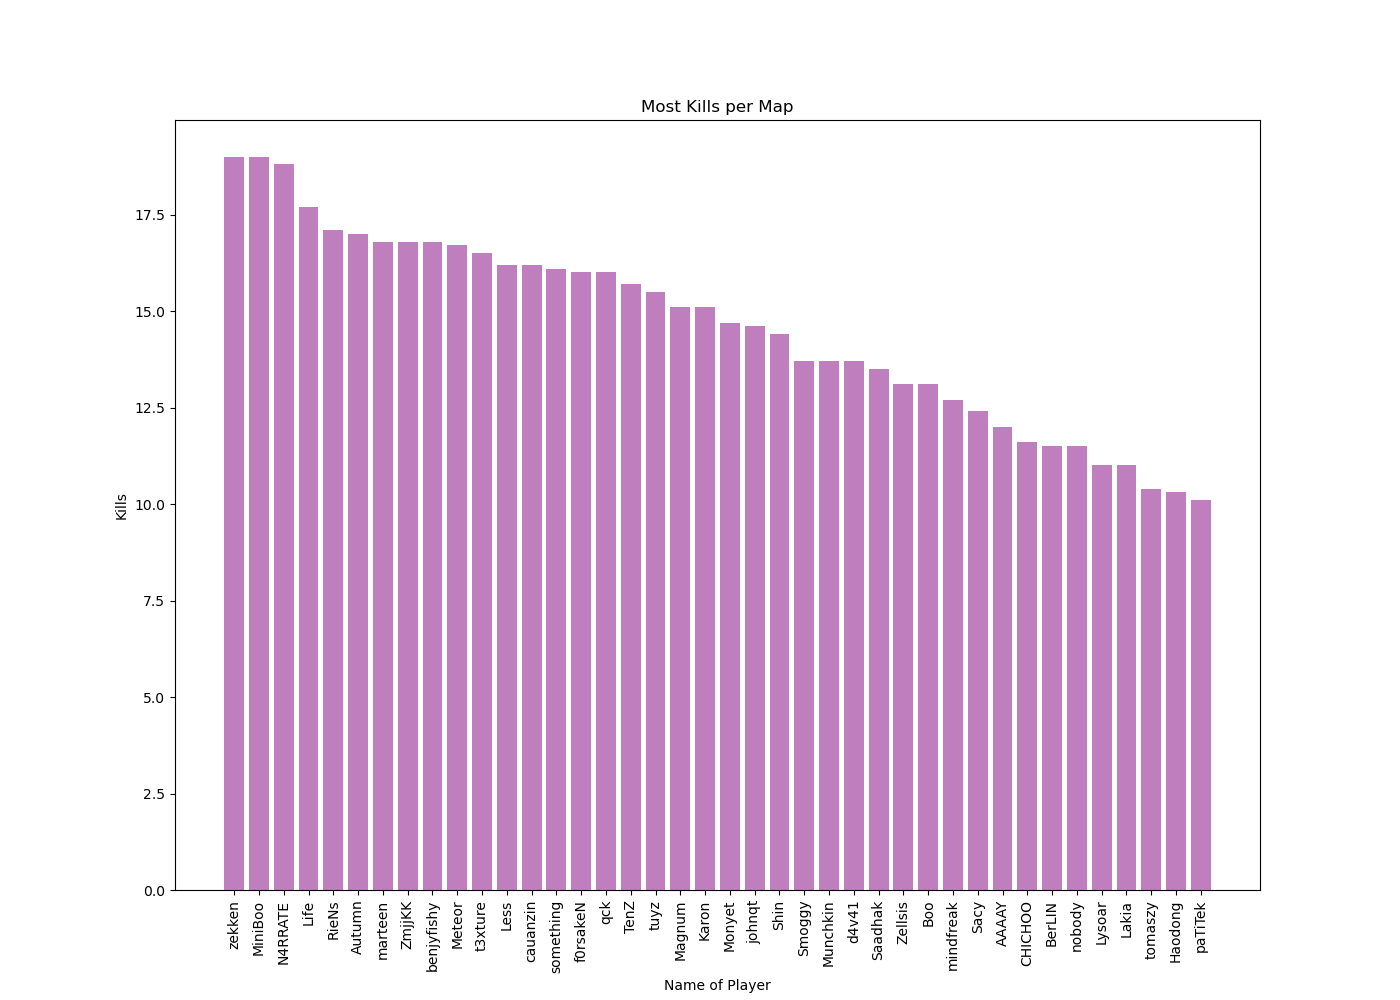 Most Kills per Map
Kills
17.5
15.0
12.5
10.0
7.5
5.0
2.5
0.0
zekken
MiniBoo
N4RRATE
Life
RieNs
Autumn
marteen
ZmjjKK
benjyfishy
Meteor
t3xture
Less
cauanzin
something
f0rsakeN
qck
TenZ
tuyz
Magnum
Karon
Monyet
johnqt
Shin
Smoggy
Munchkin
d4v41
Saadhak
Zellsis
Boo
mindfreak
Sacy
AAAAY
CHICHOO
BerLIN
nobody
Lysoar
Lakia
tomaszy
Haodong
paTiTek
Name of Player